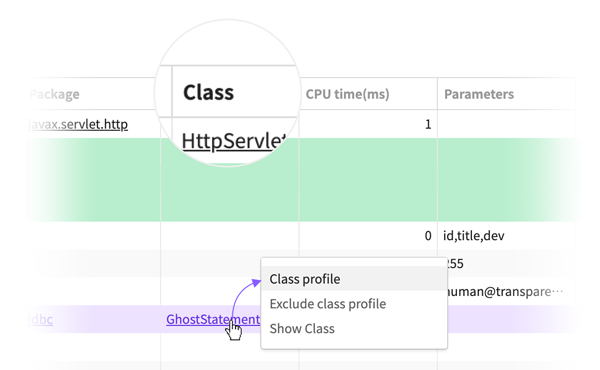 Package Class CPU time(ms) Parameters
javax.servlet.http HttpServlet 1
0 id,title,dev
255
human@transpare···
jdbc GhostStatement
Class profile
Exclude class profile
Show Class